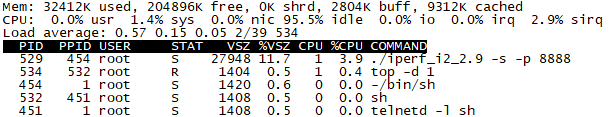 Mem: 32412K used, 204896K free, 0K shrd, 2804K buff, 9312K cached
CPU:  0.0% usr  1.4% sys  0.0% nic 95.5% idle  0.0% io  0.0% irq  2.9% sirq
Load average: 0.57 0.15 0.05 2/39 534
PID  PPID USER     STAT   VSZ %VSZ CPU %CPU COMMAND
529   454 root     S    27948 11.7   1  3.9 ./iperf_i2_2.9 -s -p 8888
534   532 root     R     1404  0.5   1  0.4 top -d 1
454     1 root     S     1420  0.6   0  0.0 -/bin/sh
532   451 root     S     1408  0.5   0  0.0 sh
451     1 root     S     1408  0.5   0  0.0 telnetd -l sh